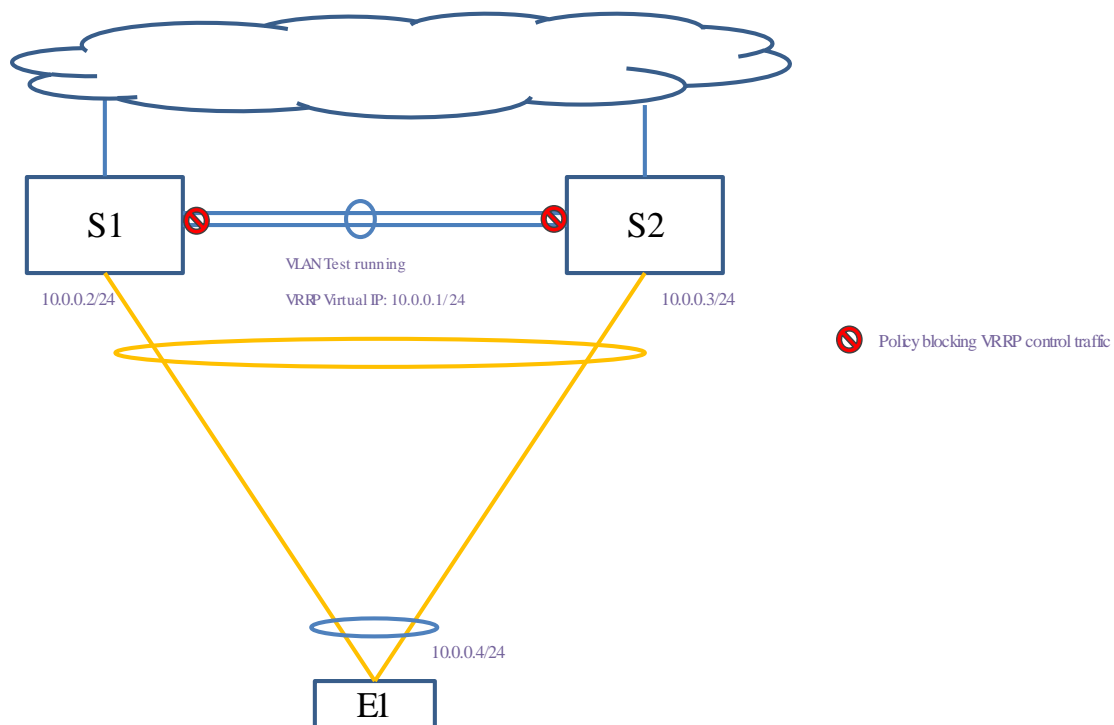 S1
S2
VLAN Test running
10.0.0.2/24
VRRP Virtual IP: 10.0.0.1/24
10.0.0.3/24
Policy blocking VRRP control traffic
10.0.0.4/24
E1